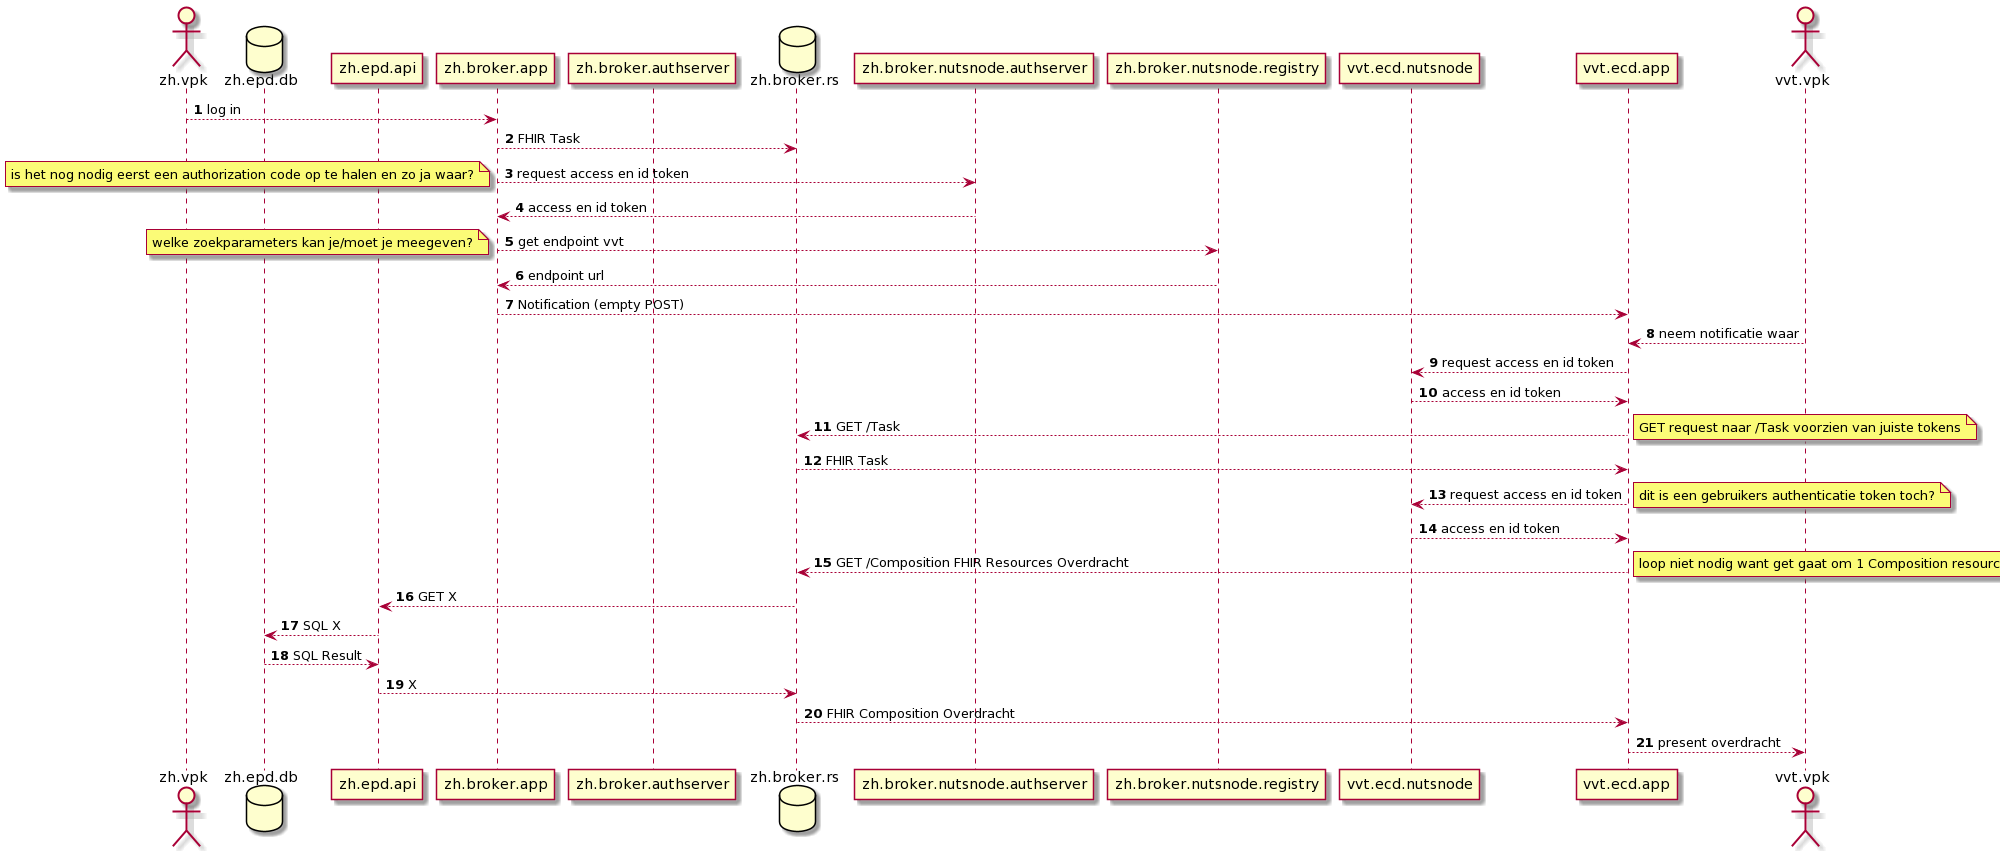 zh.vpk
zh.epd.db
zh.epd.api
zh.broker.app
zh.broker.authserver
zh.broker.rs
zh.broker.nutsnode.authserver
zh.broker.nutsnode.registry
vvt.ecd.nutsnode
vvt.ecd.app
vvt.vpk
1 log in
2 FHIR Task
is het nog nodig eerst een authorization code op te halen en zo ja waar?
3 request access en id token
4 access en id token
welke zoekparameters kan je/moet je meegeven?
5 get endpoint vvt
6 endpoint url
7 Notification (empty POST)
8 neem notificatie waar
9 request access en id token
10 access en id token
11 GET /Task
GET request naar /Task voorzien van juiste tokens
12 FHIR Task
13 request access en id token
dit is een gebruikers authenticatie token toch?
14 access en id token
15 GET /Composition FHIR Resources Overdracht
loop niet nodig want get gaat om 1 Composition resourc
16 GET X
17 SQL X
18 SQL Result
19 X
20 FHIR Composition Overdracht
21 present overdracht
zh.vpk
zh.epd.db
zh.epd.api
zh.broker.app
zh.broker.authserver
zh.broker.rs
zh.broker.nutsnode.authserver
zh.broker.nutsnode.registry
vvt.ecd.nutsnode
vvt.ecd.app
vvt.vpk